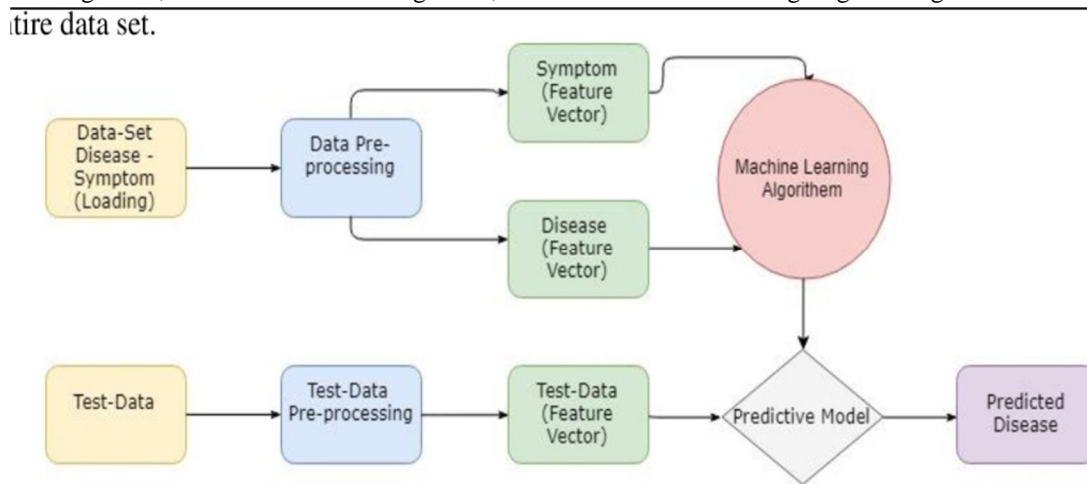 tire data set.
Symptom
(Feature
Vector)
Data-Set
Disease -
Symptom
(Loading)
Data Pre-
processing
Machine Learning
Algorithem
Disease
(Feature
Vector)
Test-Data
Test-Data
Pre-processing
Test-Data
(Feature
Vector)
Predictive Model
Predicted
Disease